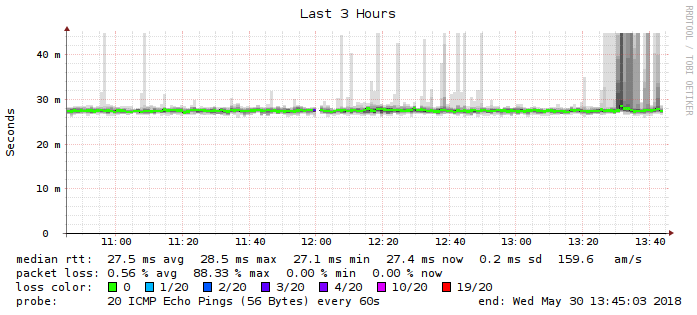 Last 3 Hours
RRDTOOL / TOBI OETIKER
Seconds
40 m
30 m
20 m
10 m
0
11:00 11:20 11:40 12:00 12:20 12:40 13:00 13:20 13:40
median rtt: 27.5 ms avg 28.5 ms max 27.1 ms min 27.4 ms now 0.2 ms sd 159.6 am/s
packet loss: 0.56 % avg 88.33 % max 0.00 % min 0.00 % now
loss color: 0 1/20 2/20 3/20 4/20 10/20 19/20
probe: 20 ICMP Echo Pings (56 Bytes) every 60s end: Wed May 30 13:45:03 2018